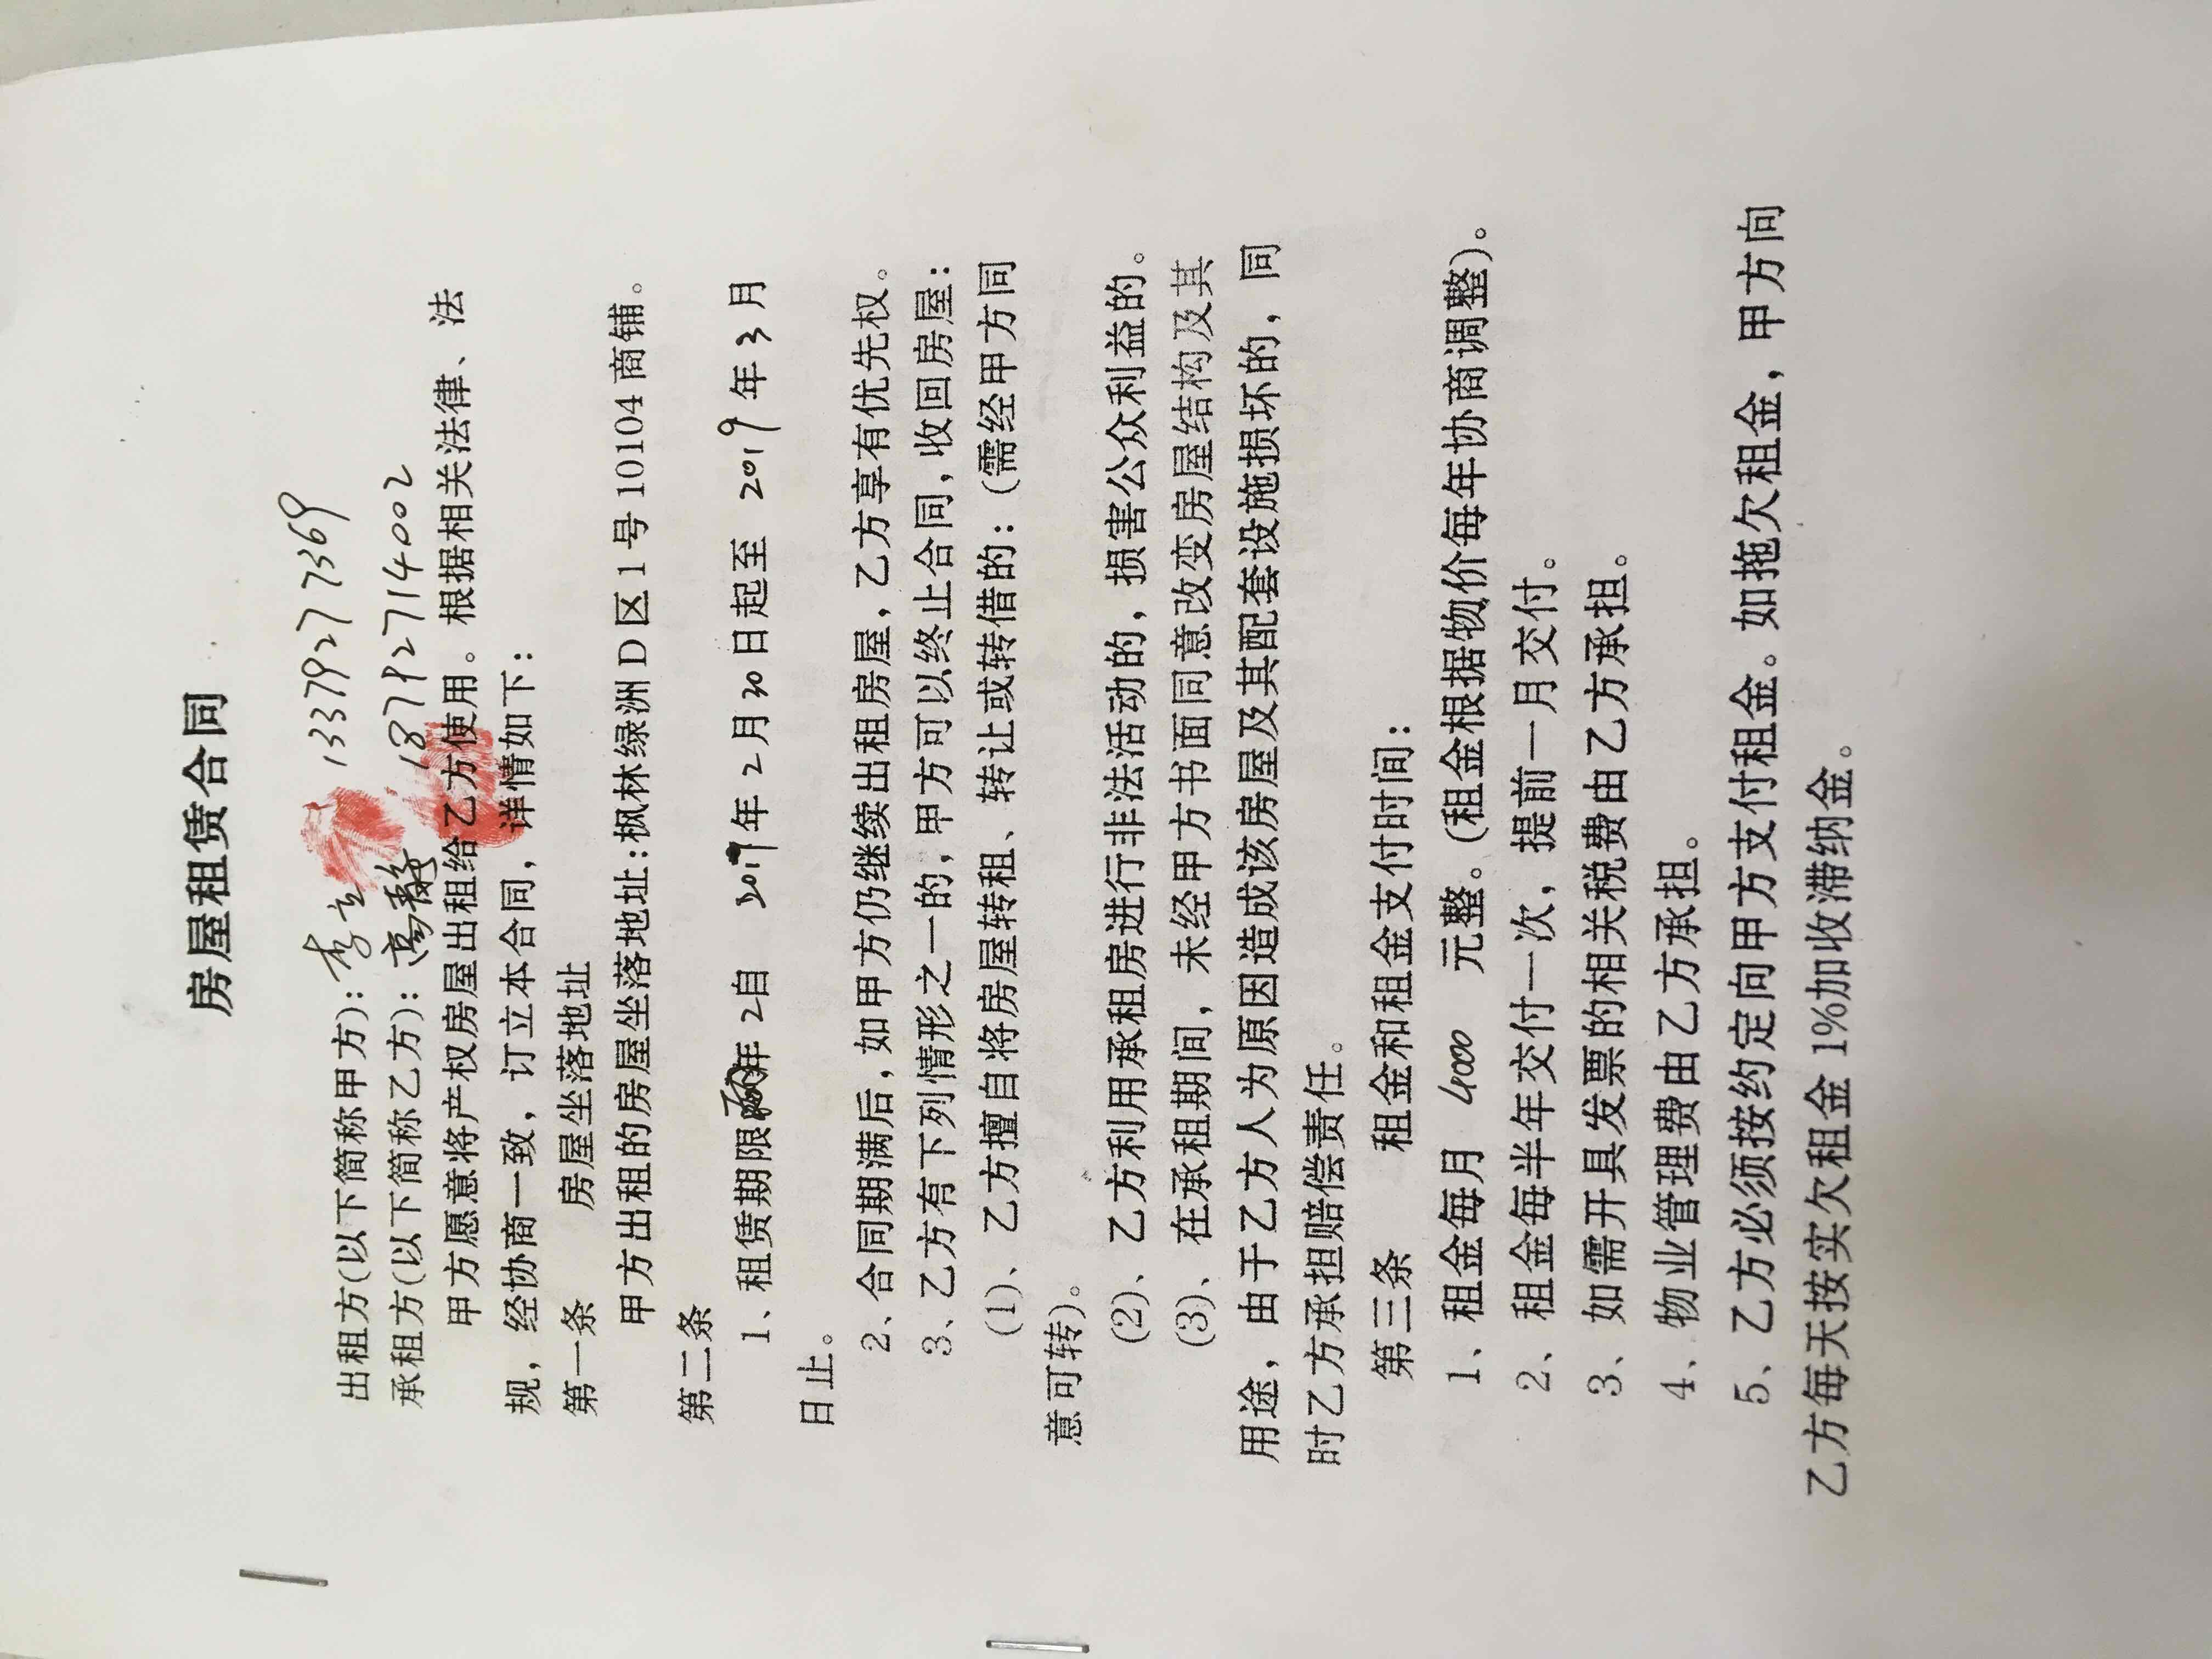 房屋租赁合同
出租方(以下简称甲方): 李立 13379277369
承租方(以下简称乙方): 高静 18792714002
甲方愿意将产权房屋出租给乙方使用。根据相关法律、法
规，经协商一致，订立本合同，详情如下：
第一条 房屋坐落地址
甲方出租的房屋坐落地址:枫林绿洲D区1号10104商铺。
第二条
1、租赁期限 年 2自 2017年 2月 20日起至 2019年 3月
日止。
2、合同期满后，如甲方仍继续出租房屋，乙方享有优先权。
3、乙方有下列情形之一的，甲方可以终止合同，收回房屋：
(1)、乙方擅自将房屋转租、转让或转借的：(需经甲方同
意可转)。
(2)、乙方利用承租房进行非法活动的，损害公众利益的。
(3)、在承租期间，未经甲方书面同意改变房屋结构及其
用途，由于乙方人为原因造成该房屋及其配套设施损坏的，同
时乙方承担赔偿责任。
第三条 租金和租金支付时间：
1、租金每月 4000 元整。(租金根据物价每年协商调整)。
2、租金每半年交付一次，提前一月交付。
3、如需开具发票的相关税费由乙方承担。
4、物业管理费由乙方承担。
5、乙方必须按约定向甲方支付租金。如拖欠租金，甲方向
乙方每天按实欠租金1%加收滞纳金。